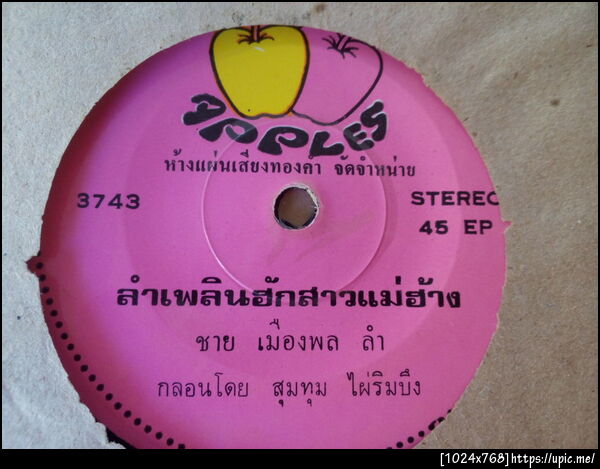 APPLES
ห้างแผ่นเสียงทองคำ จัดจำหน่าย
3743
STEREO
45 EP
ลำเพลินฮักสาวแม่ฮ้าง
ชาย เมืองพล ลำ
กลอนโดย สุมทุม ไผ่ริมบึง
[1024x768]https://upic.me/